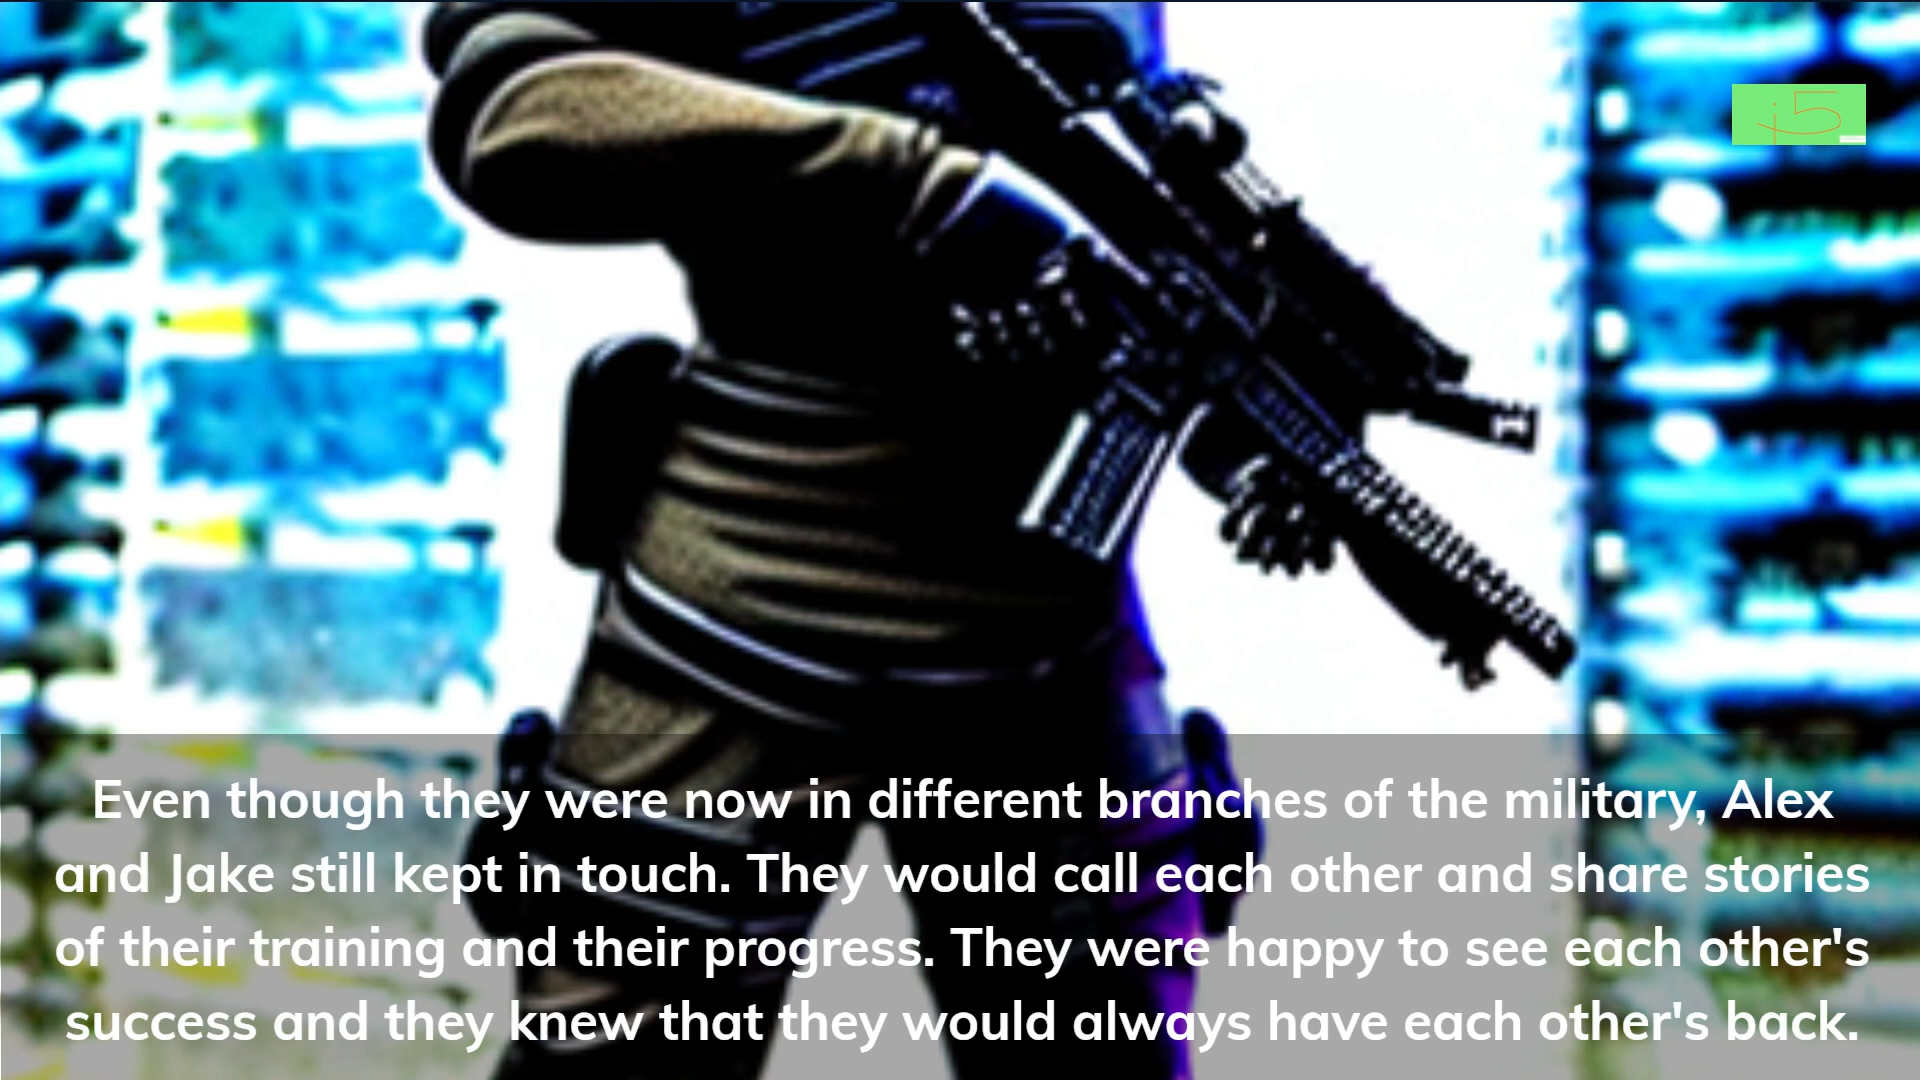 i5
Even though they were now in different branches of the military, Alex
and Jake still kept in touch. They would call each other and share stories
of their training and their progress. They were happy to see each other's
success and they knew that they would always have each other's back.